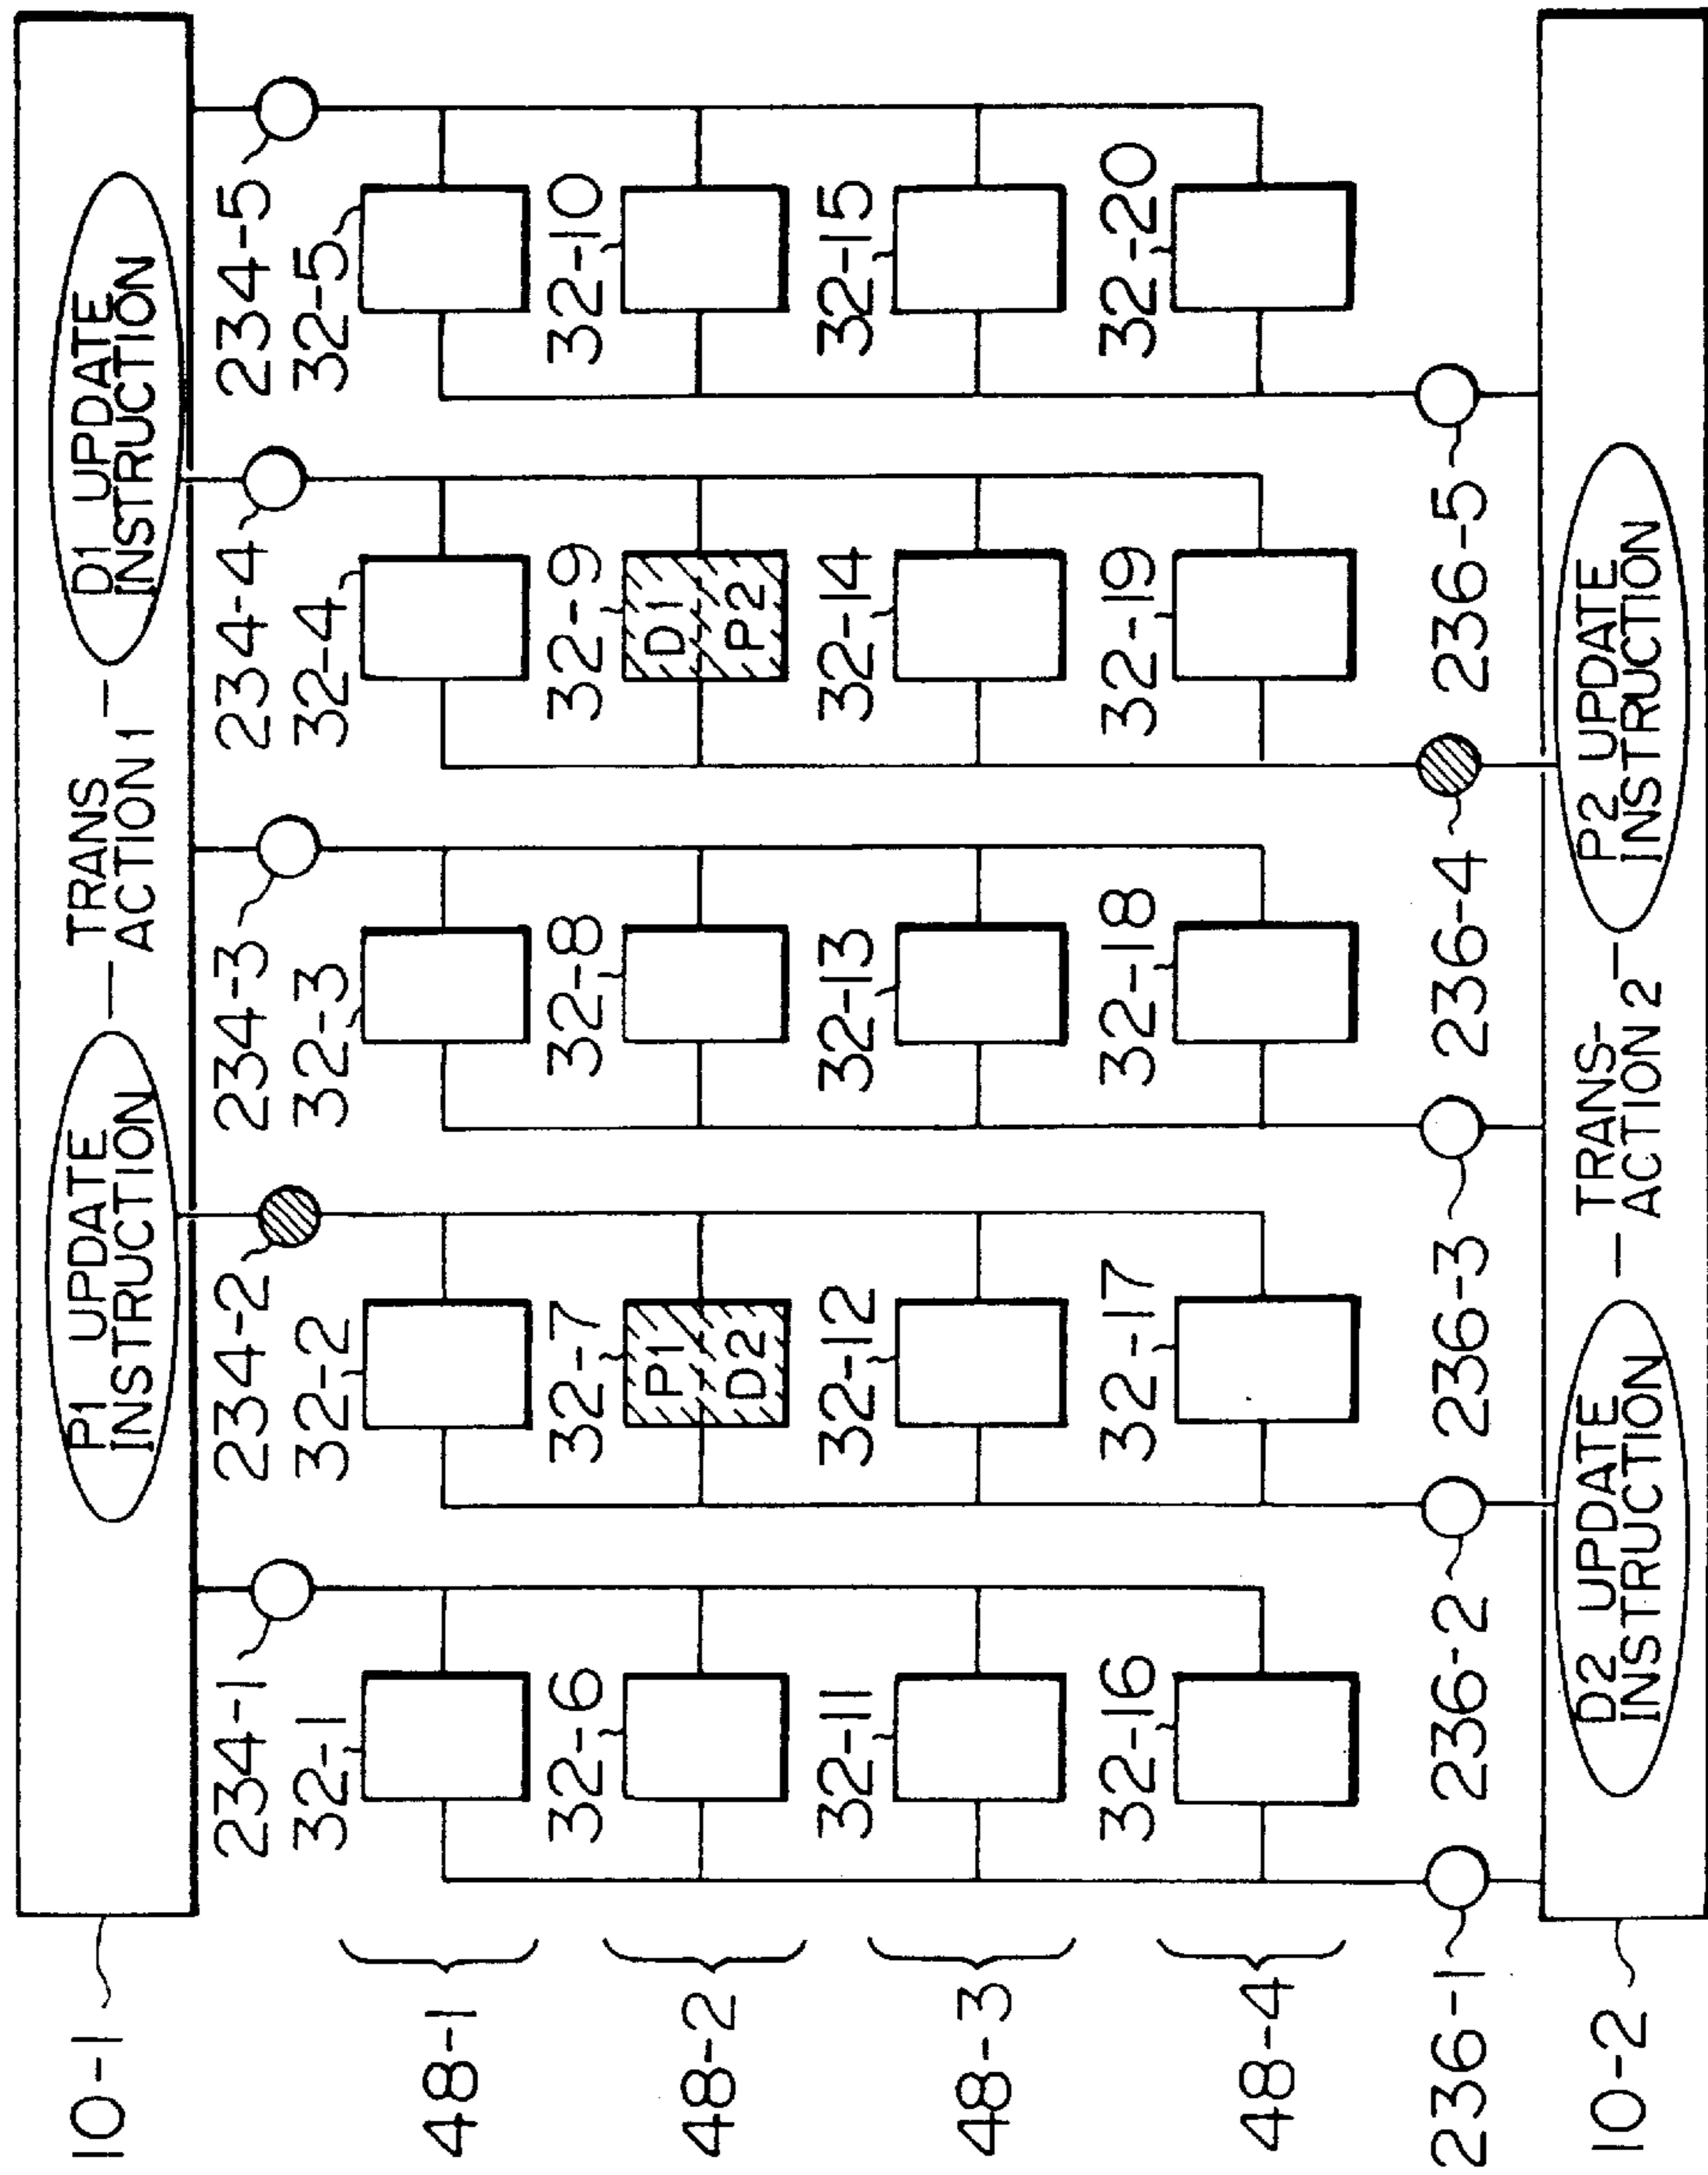 10-1
P1 UPDATE
INSTRUCTION
TRANS
ACTION 1
D1 UPDATE
INSTRUCTION
234-1
234-2
234-3
234-4
234-5
48-1
32-1
32-2
32-3
32-4
32-5
48-2
32-6
32-7
P1
D2
32-8
32-9
D1
P2
32-10
48-3
32-11
32-12
32-13
32-14
32-15
48-4
32-16
32-17
32-18
32-19
32-20
236-1
236-2
236-3
236-4
236-5
10-2
D2 UPDATE
INSTRUCTION
TRANS-
ACTION 2
P2 UPDATE
INSTRUCTION